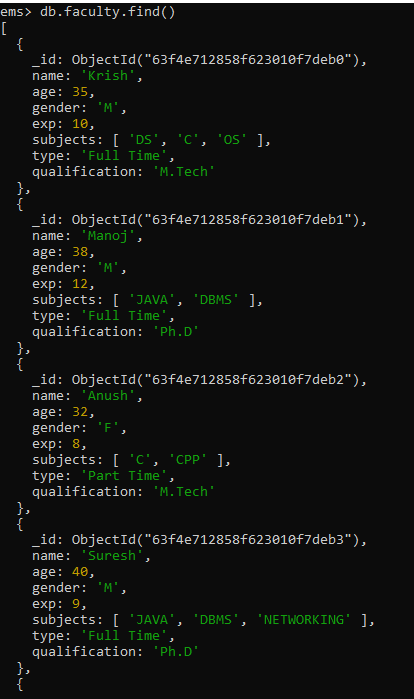 ems> db.faculty.find()
[
  {
    _id: ObjectId("63f4e712858f623010f7deb0"),
    name: 'Krish',
    age: 35,
    gender: 'M',
    exp: 10,
    subjects: [ 'DS', 'C', 'OS' ],
    type: 'Full Time',
    qualification: 'M.Tech'
  },
  {
    _id: ObjectId("63f4e712858f623010f7deb1"),
    name: 'Manoj',
    age: 38,
    gender: 'M',
    exp: 12,
    subjects: [ 'JAVA', 'DBMS' ],
    type: 'Full Time',
    qualification: 'Ph.D'
  },
  {
    _id: ObjectId("63f4e712858f623010f7deb2"),
    name: 'Anush',
    age: 32,
    gender: 'F',
    exp: 8,
    subjects: [ 'C', 'CPP' ],
    type: 'Part Time',
    qualification: 'M.Tech'
  },
  {
    _id: ObjectId("63f4e712858f623010f7deb3"),
    name: 'Suresh',
    age: 40,
    gender: 'M',
    exp: 9,
    subjects: [ 'JAVA', 'DBMS', 'NETWORKING' ],
    type: 'Full Time',
    qualification: 'Ph.D'
  },
  {